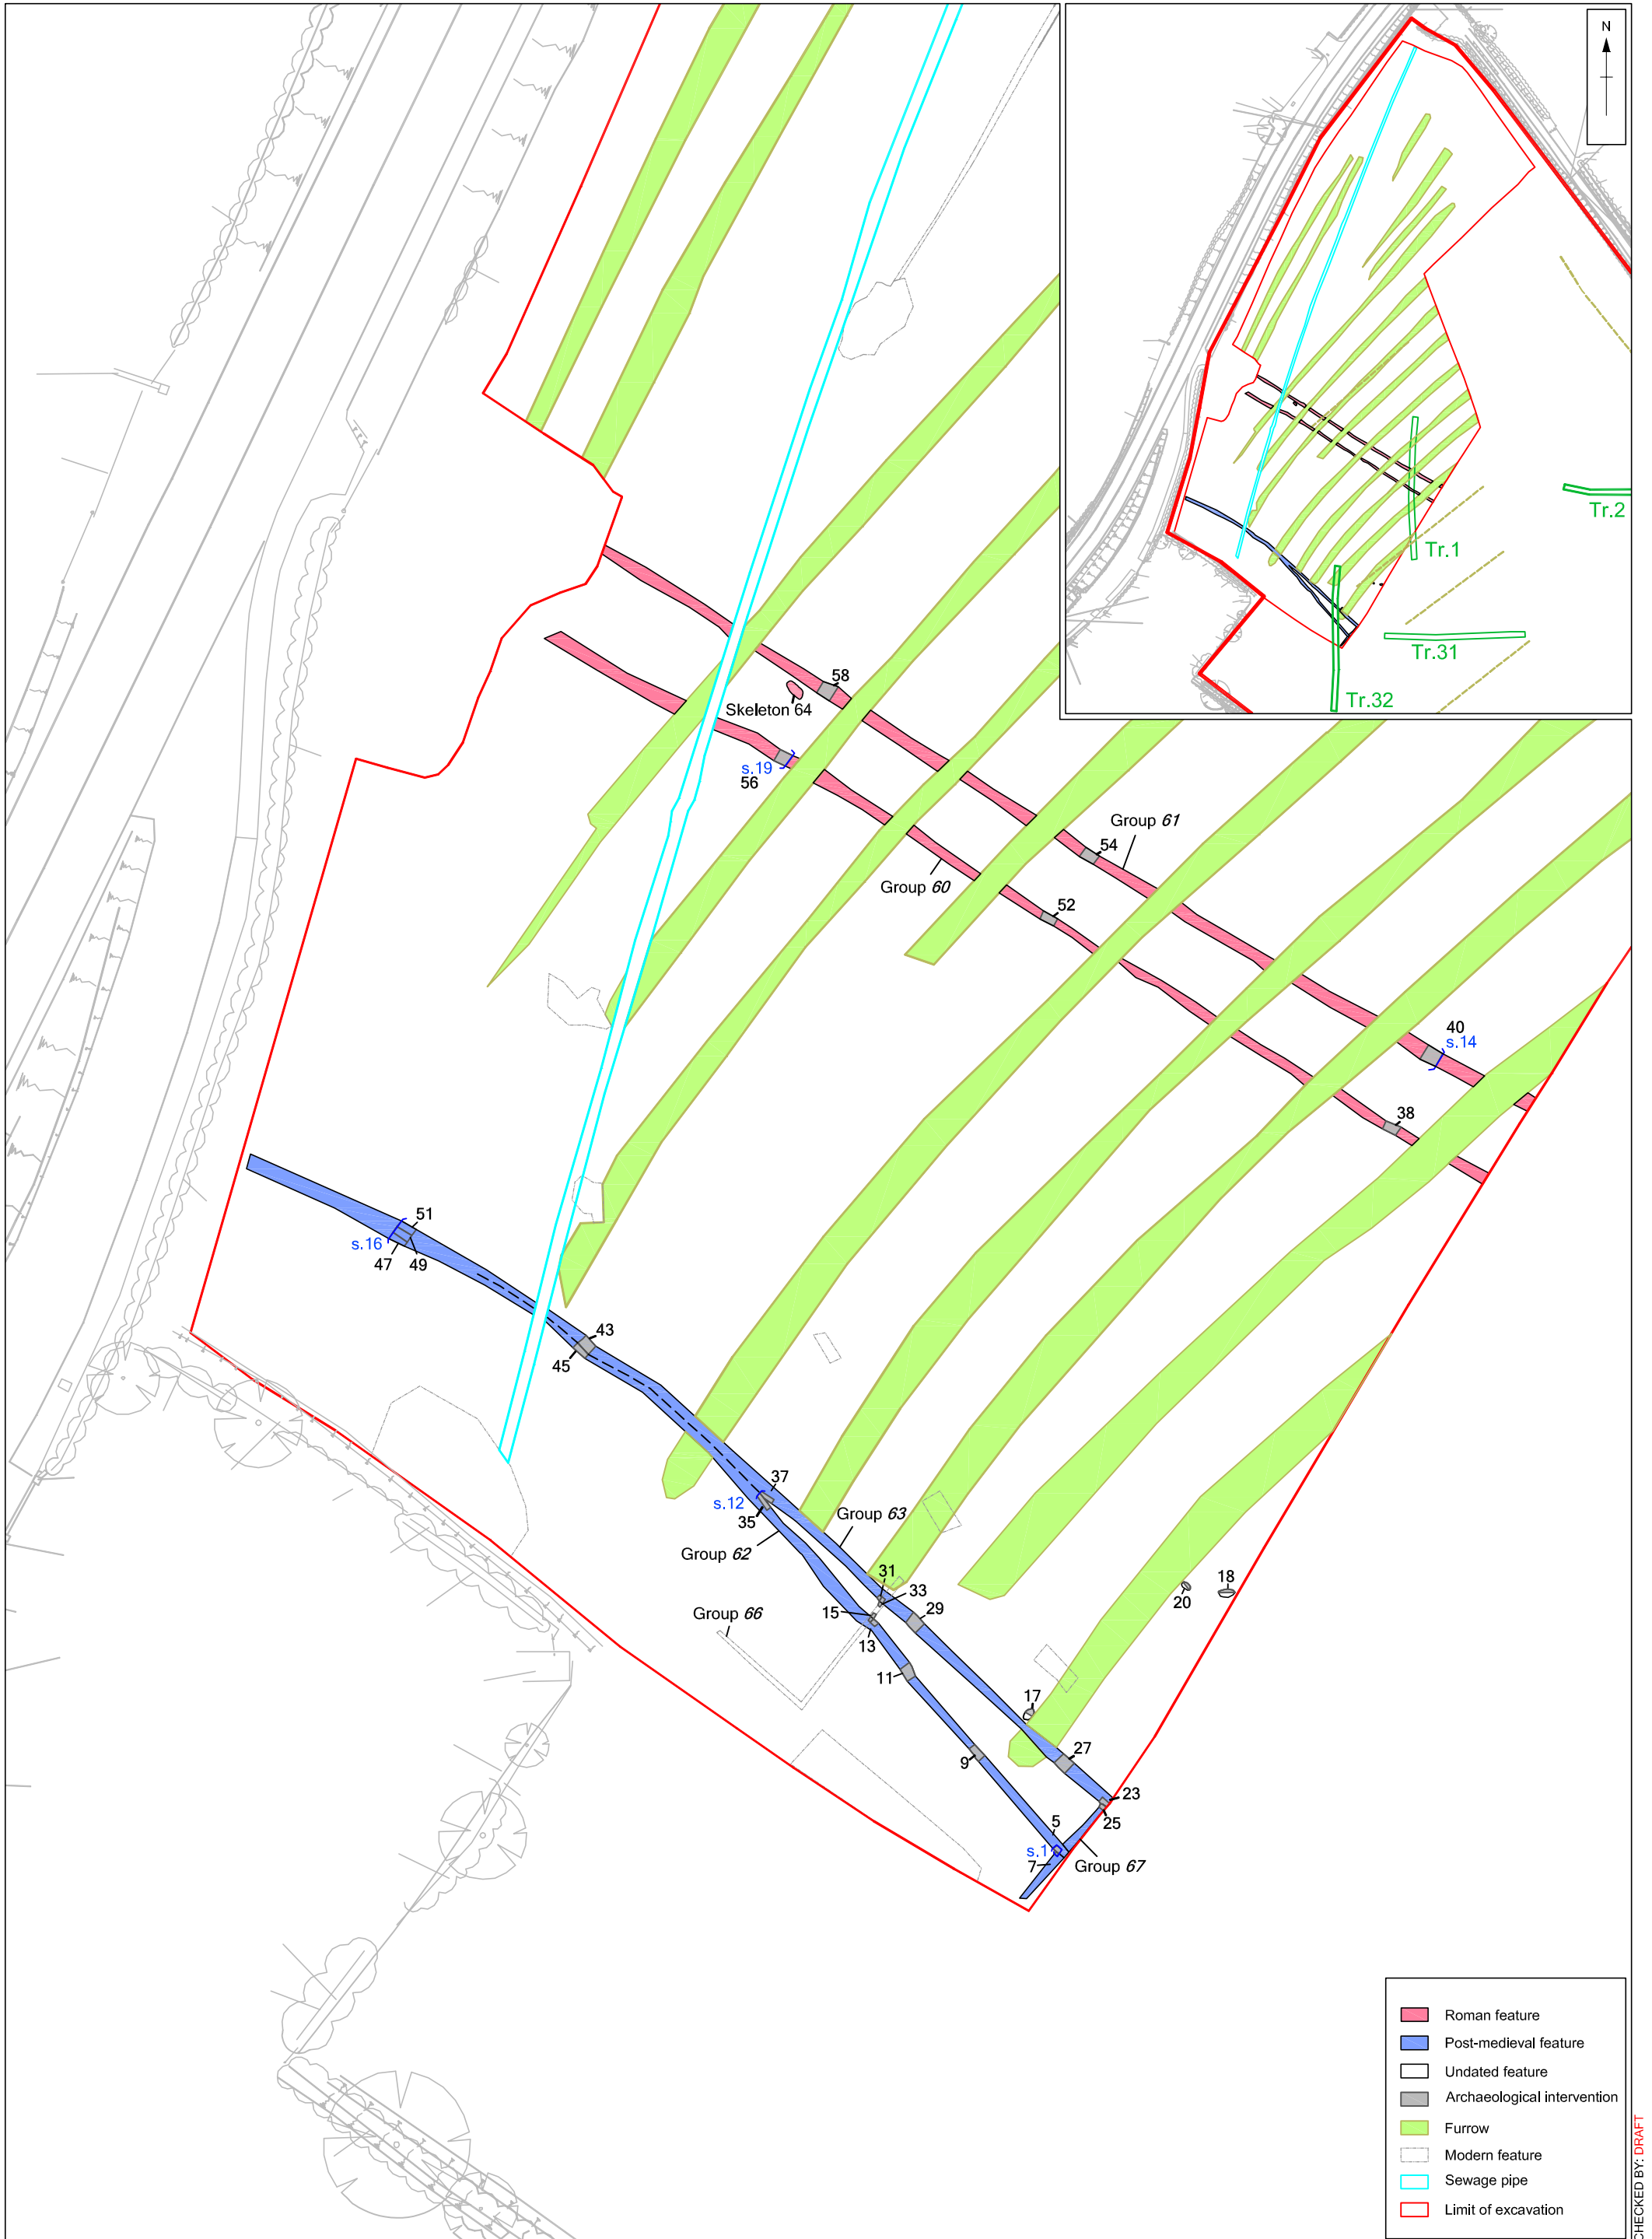 N
Tr.2
Tr.1
Tr.31
Tr.32
58
Skeleton 64
s.19
56
Group 61
54
Group 60
52
40
s.14
38
51
s.16
47
49
43
45
37
s.12
35
Group 63
Group 62
31
33
29
15
13
Group 66
11
18
20
17
9
27
23
25
5
s.1
7
Group 67
Roman feature
Post-medieval feature
Undated feature
Archaeological intervention
Furrow
Modern feature
Sewage pipe
Limit of excavation
CHECKED BY: DRAFT